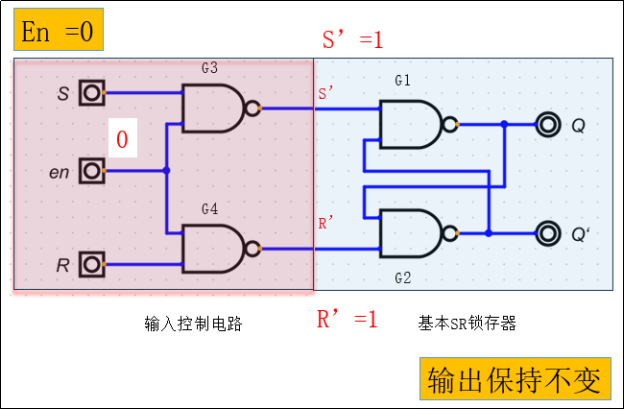 En =0
S’ =1
G3
G1
S
S'
Q
0
en
G4
R'
R
Q‘
G2
输入控制电路
R’ =1
基本SR锁存器
输出保持不变